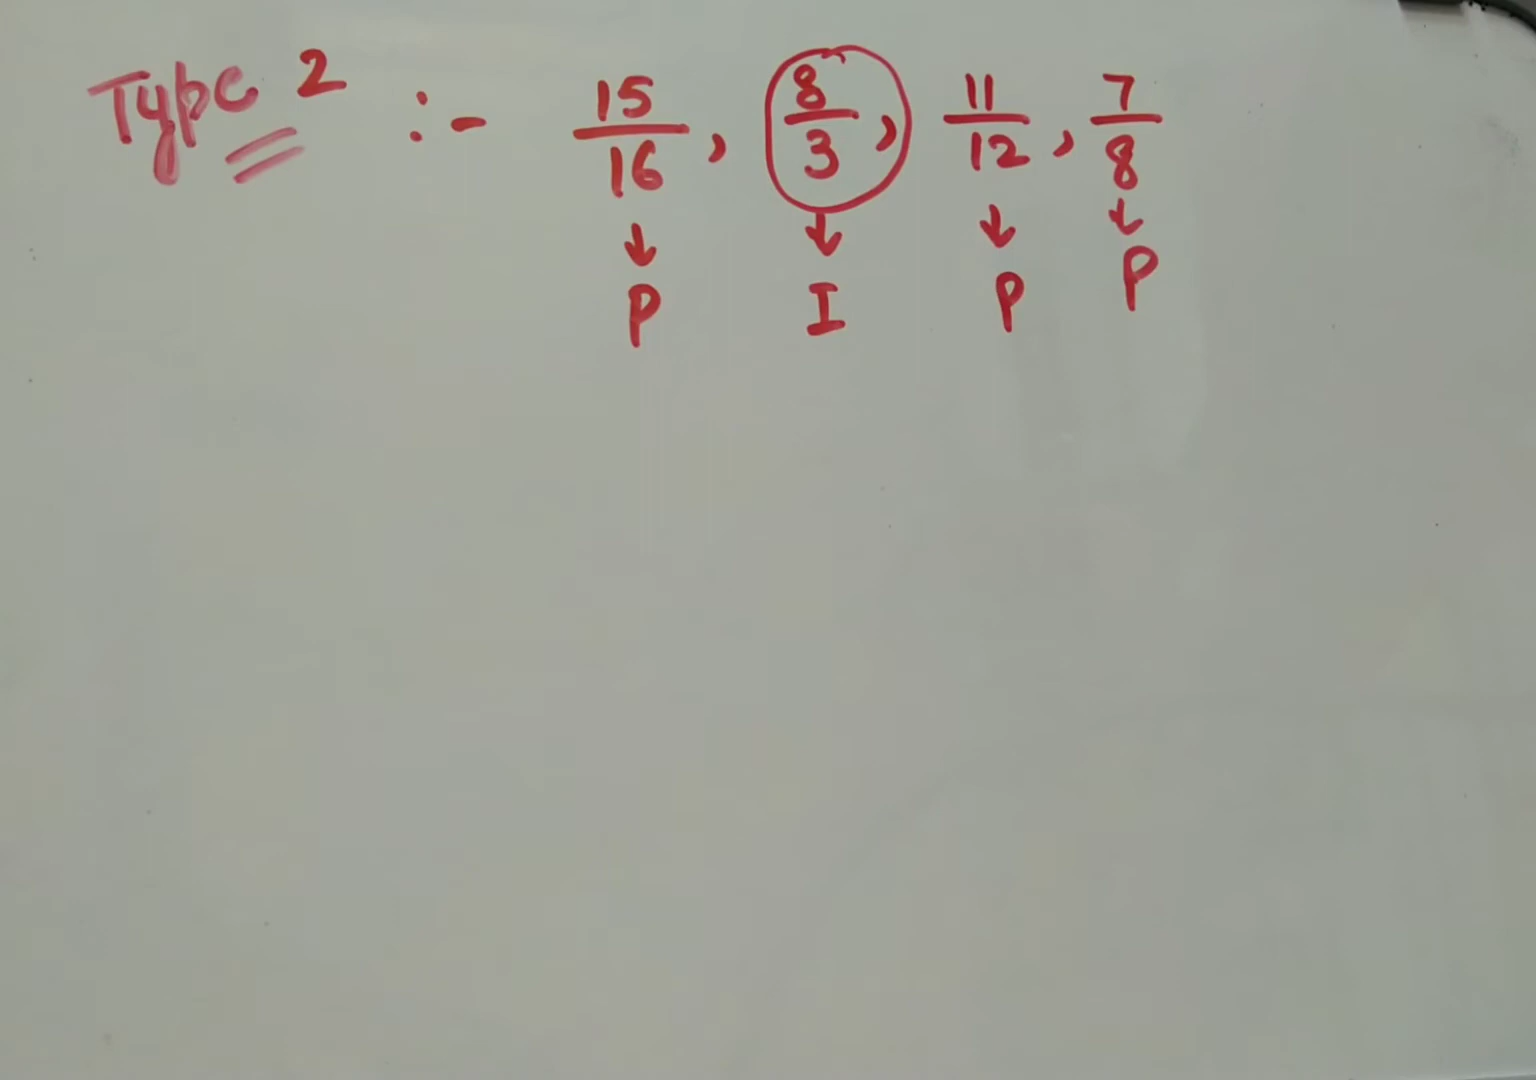 Type 2 :- 15/16, 8/3, 11/12, 7/8
↓ ↓ ↓ ↓
P I P P